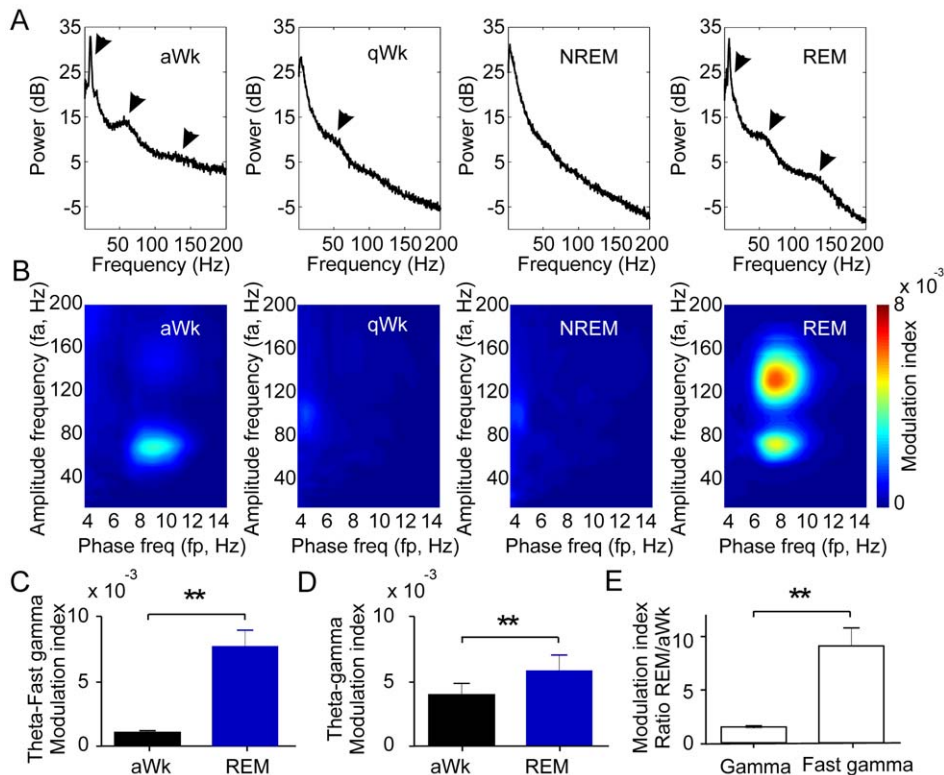 A
aWk
qWk
NREM
REM
Power (dB)
35
25
15
5
-5
50 100 150 200
Frequency (Hz)
Power (dB)
35
25
15
5
-5
50 100 150 200
Frequency (Hz)
Power (dB)
35
25
15
5
-5
50 100 150 200
Frequency (Hz)
Power (dB)
35
25
15
5
-5
50 100 150 200
Frequency (Hz)
B
aWk
qWk
NREM
REM
Amplitude frequency (fa, Hz)
200
160
120
80
40
4 6 8 10 12 14
Phase freq (fp, Hz)
Amplitude frequency (fa, Hz)
200
160
120
80
40
4 6 8 10 12 14
Phase freq (fp, Hz)
Amplitude frequency (fa, Hz)
200
160
120
80
40
4 6 8 10 12 14
Phase freq (fp, Hz)
Amplitude frequency (fa, Hz)
200
160
120
80
40
4 6 8 10 12 14
Phase freq (fp, Hz)
x 10 -3
8
0
Modulation index
C
x 10 -3
Theta-Fast gamma
Modulation index
10
5
0
**
aWk REM
D
x 10 -3
Theta-gamma
Modulation index
10
5
0
**
aWk REM
E
Modulation index
Ratio REM/aWk
10
5
0
**
Gamma Fast gamma